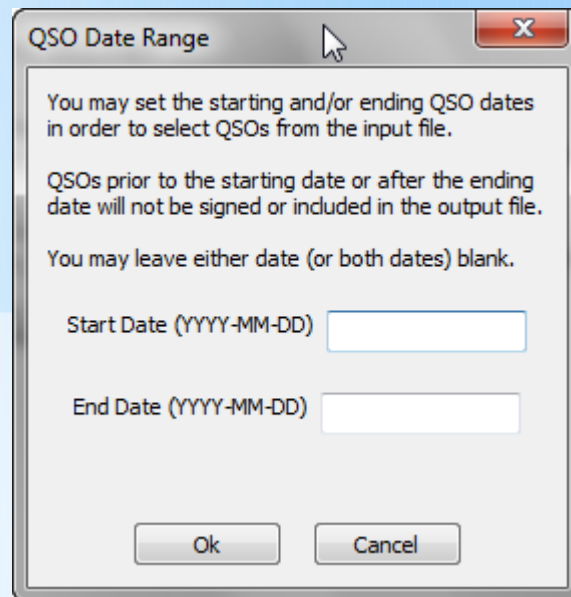 QSO Date Range
You may set the starting and/or ending QSO dates
in order to select QSOs from the input file.
QSOs prior to the starting date or after the ending
date will not be signed or included in the output file.
You may leave either date (or both dates) blank.
Start Date (YYYY-MM-DD)
End Date (YYYY-MM-DD)
Ok Cancel